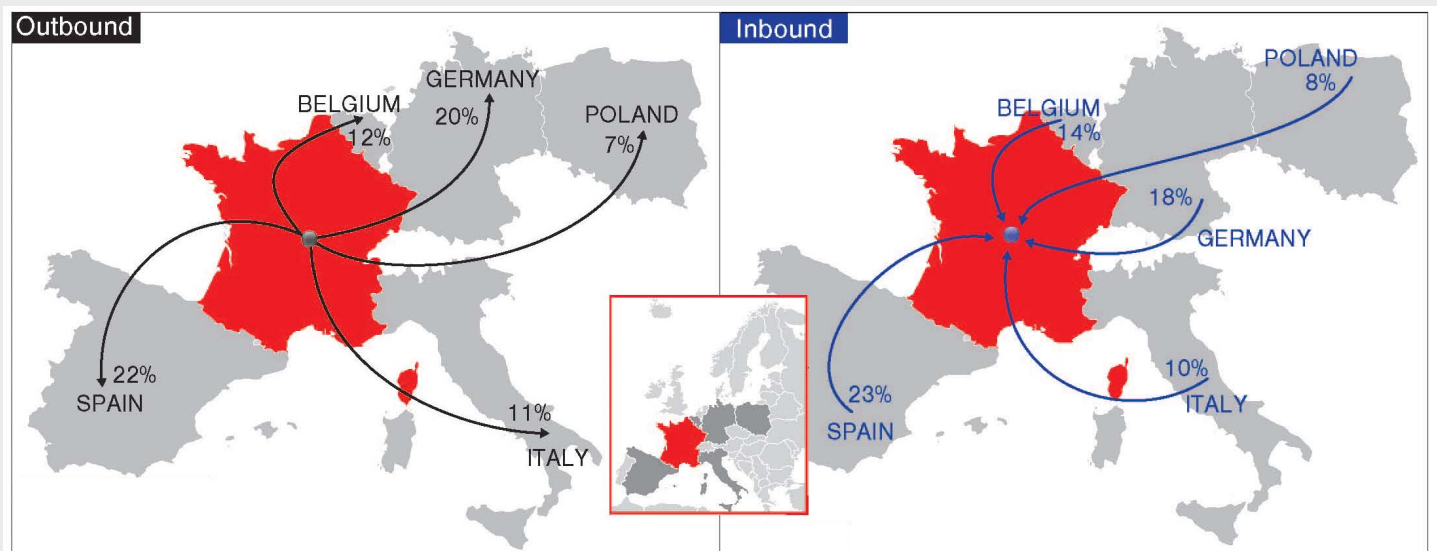 Outbound
GERMANY
20%
BELGIUM
12%
POLAND
7%
22%
SPAIN
11%
ITALY
Inbound
POLAND
8%
BELGIUM
14%
18%
GERMANY
10%
ITALY
23%
SPAIN